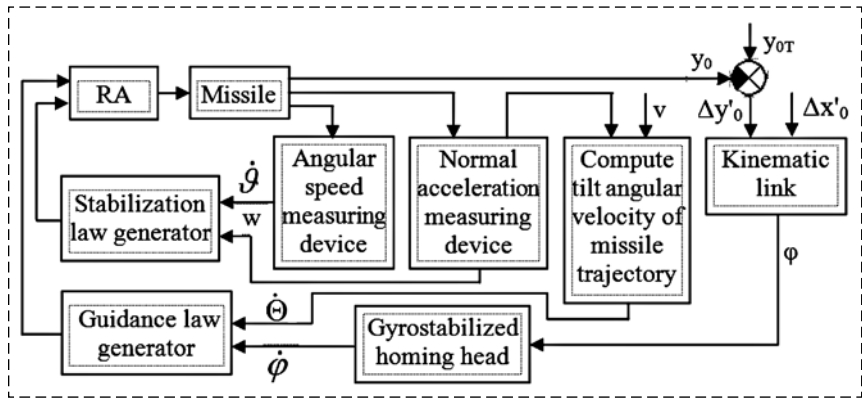 y₀ₜ
y₀
RA
Missile
Δy'₀
Δx'₀
v
Angular
speed
measuring
device
Normal
acceleration
measuring
device
Compute
tilt angular
velocity of
missile
trajectory
Kinematic
link
ϑ̇
w
Stabilization
law generator
φ
Guidance law
generator
Θ̇
φ̇
Gyrostabilized
homing head